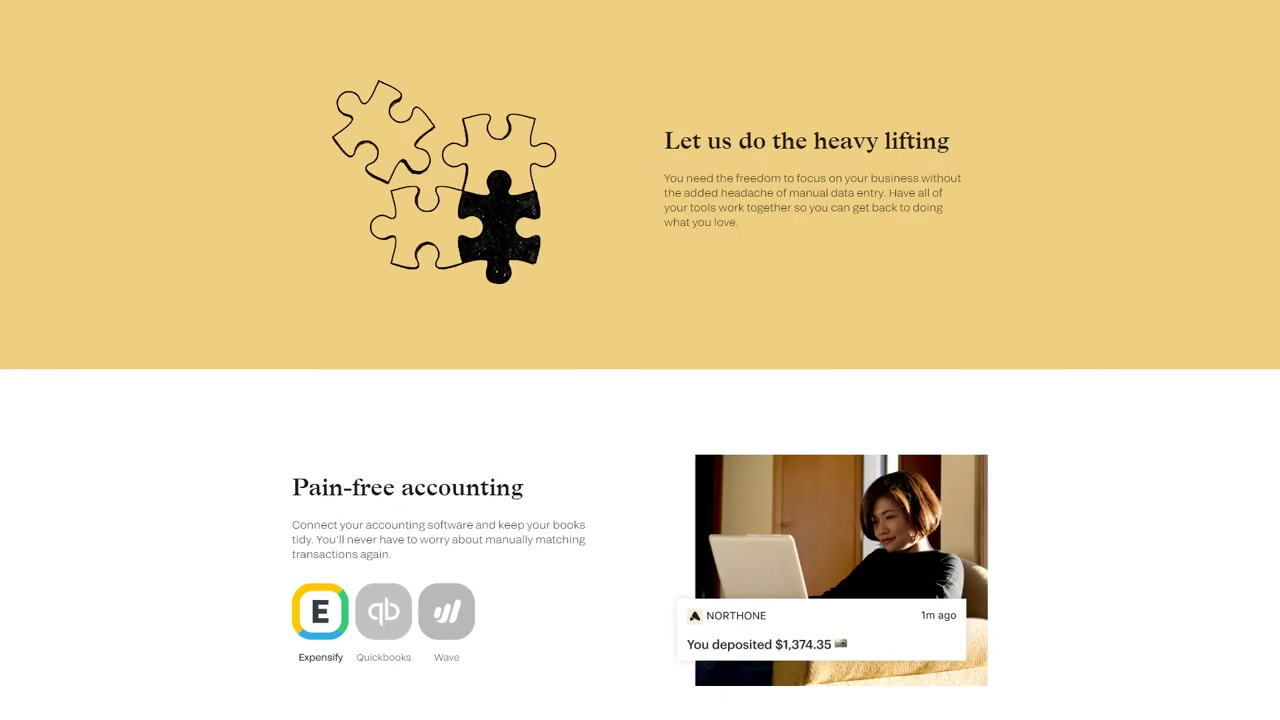 Let us do the heavy lifting
You need the freedom to focus on your business without
the added headache of manual data entry. Have all of
your tools work together so you can get back to doing
what you love.
Pain-free accounting
Connect your accounting software and keep your books
tidy. You'll never have to worry about manually matching
transactions again.
E
qb
Expensify
Quickbooks
Wave
NORTHONE
1m ago
You deposited $1,374.35